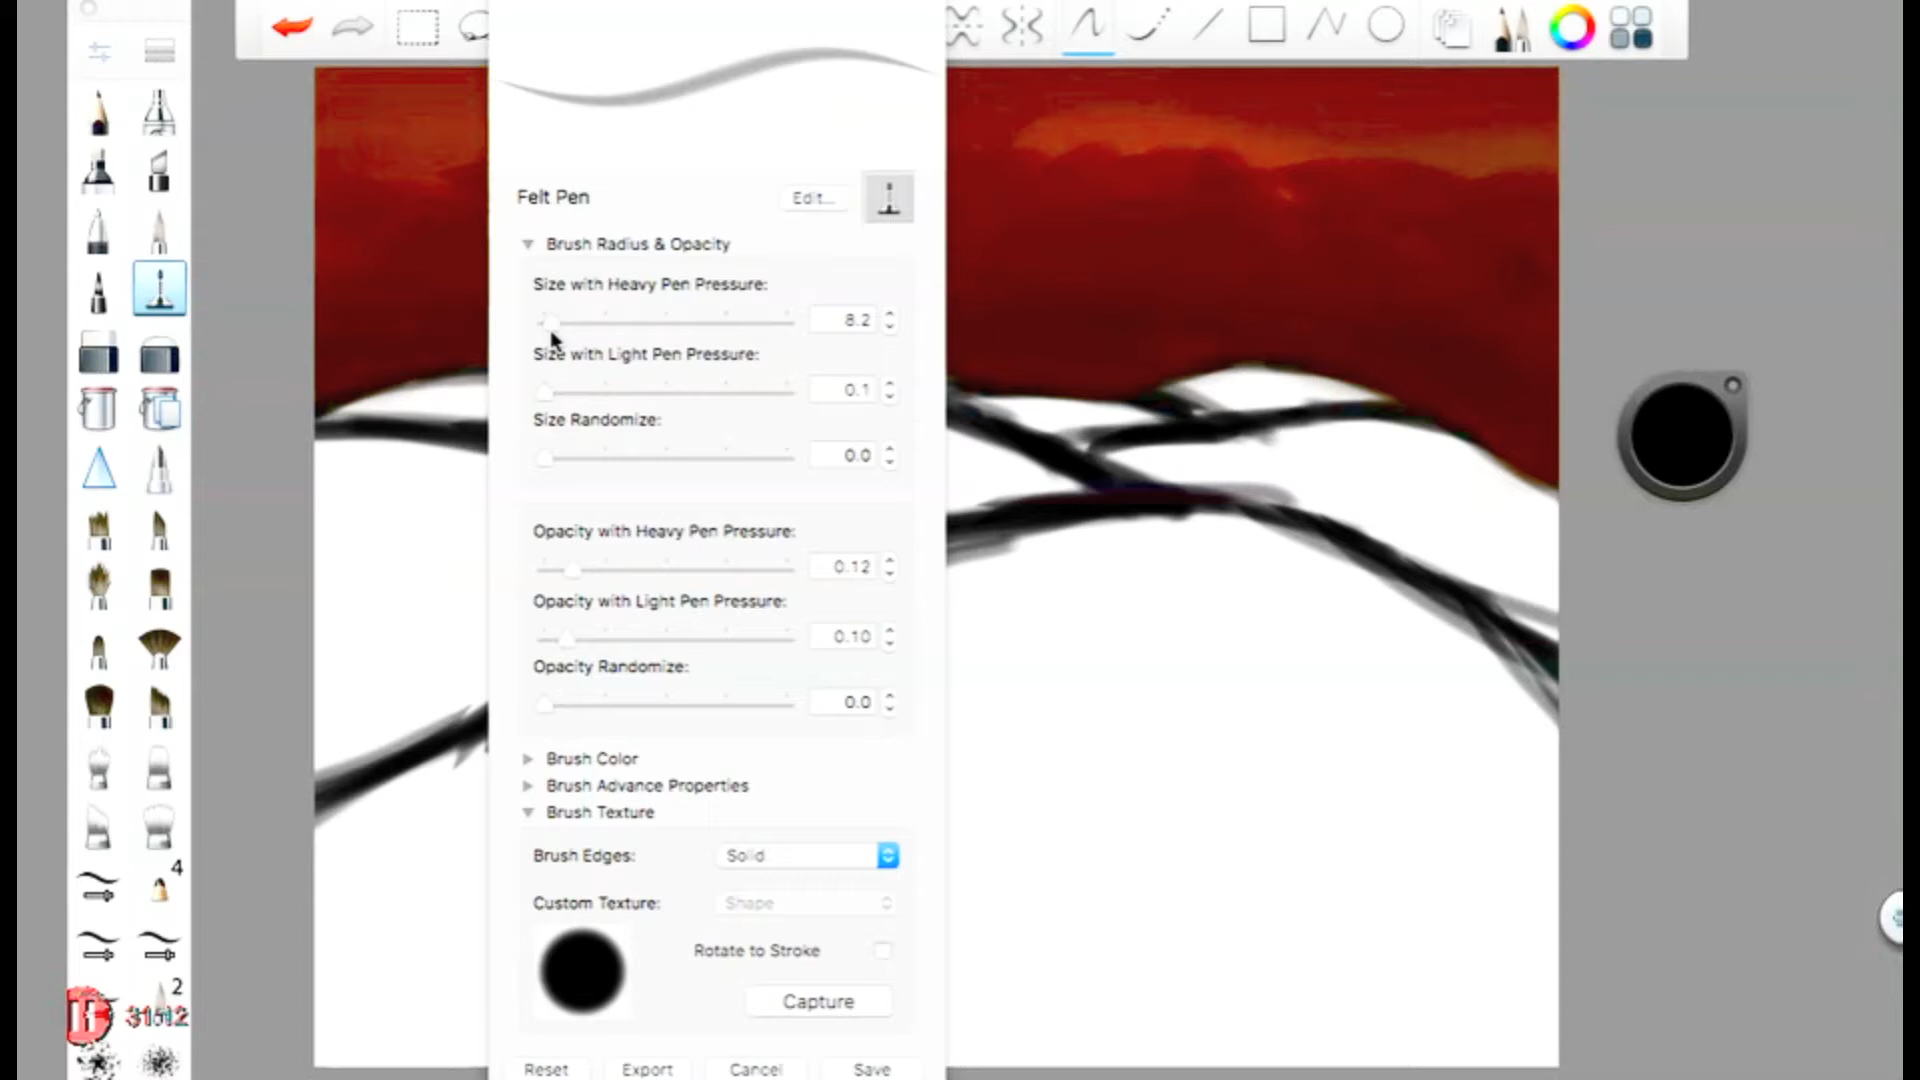 Felt Pen
Edit...
Brush Radius & Opacity
Size with Heavy Pen Pressure:
8.2
Size with Light Pen Pressure:
0.1
Size Randomize:
0.0
Opacity with Heavy Pen Pressure:
0.12
Opacity with Light Pen Pressure:
0.10
Opacity Randomize:
0.0
Brush Color
Brush Advance Properties
Brush Texture
Brush Edges: Solid
Custom Texture: Shape
Rotate to Stroke
Capture
Reset Export Cancel Save
4
2